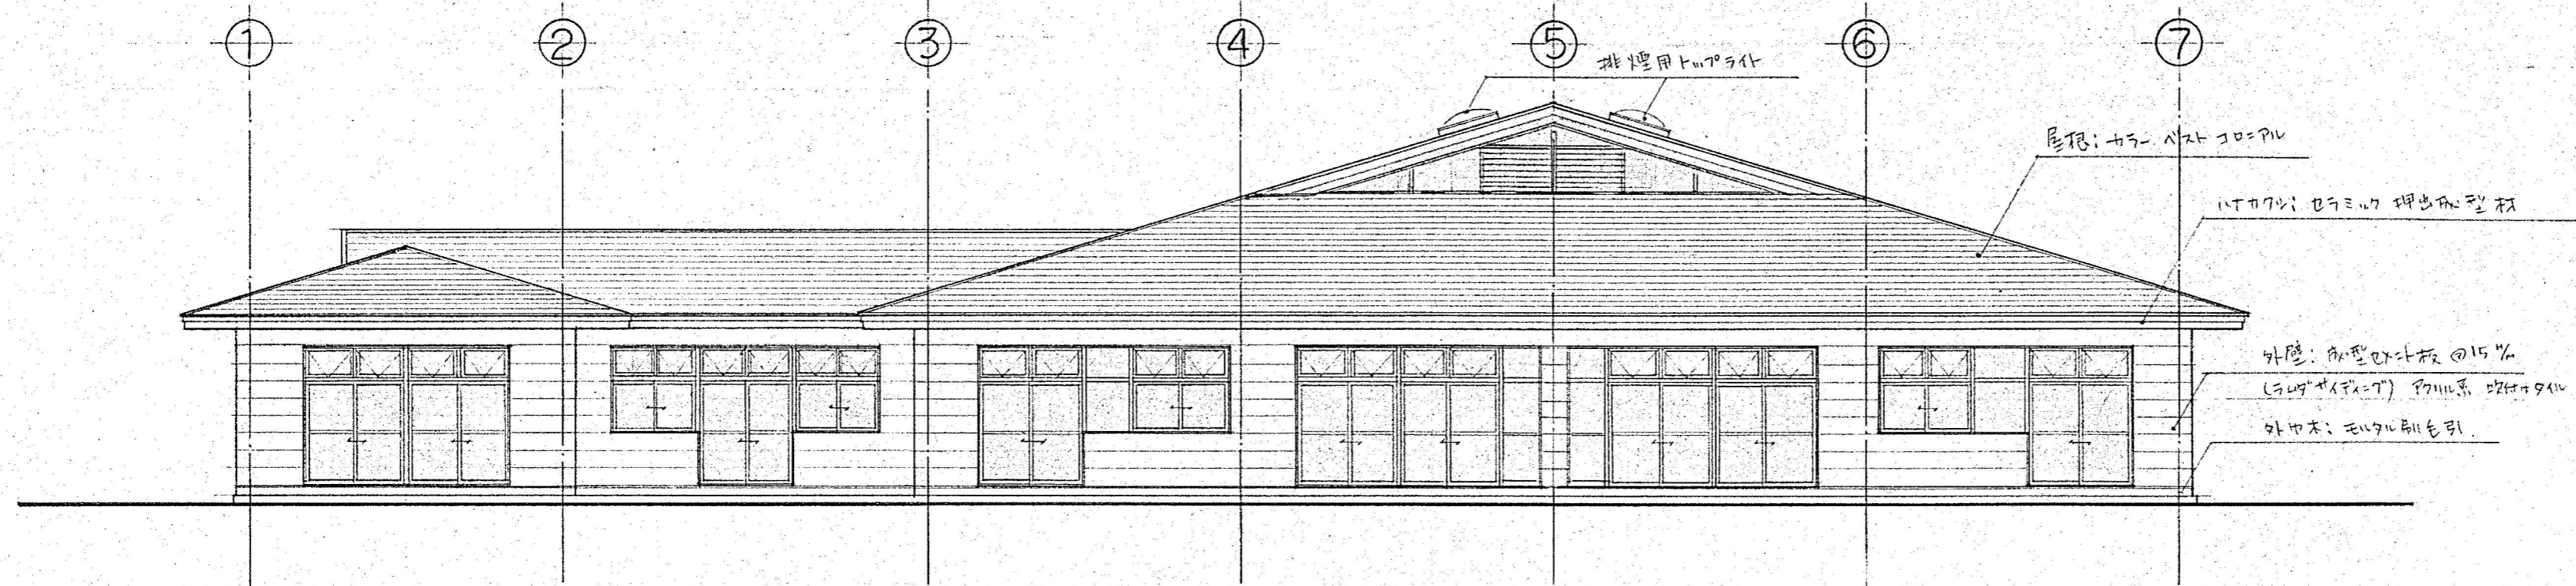 ① ② ③ ④ ⑤ ⑥ ⑦
排煙用トップライト
屋根：カラーベスト コロニアル
ハナカクシ：セラミック 押出成型材
外壁：成型セメント板 @15 m/m
(ラムダサイディング) アクリル系 吹付タイル
外巾木：モルタル刷毛引